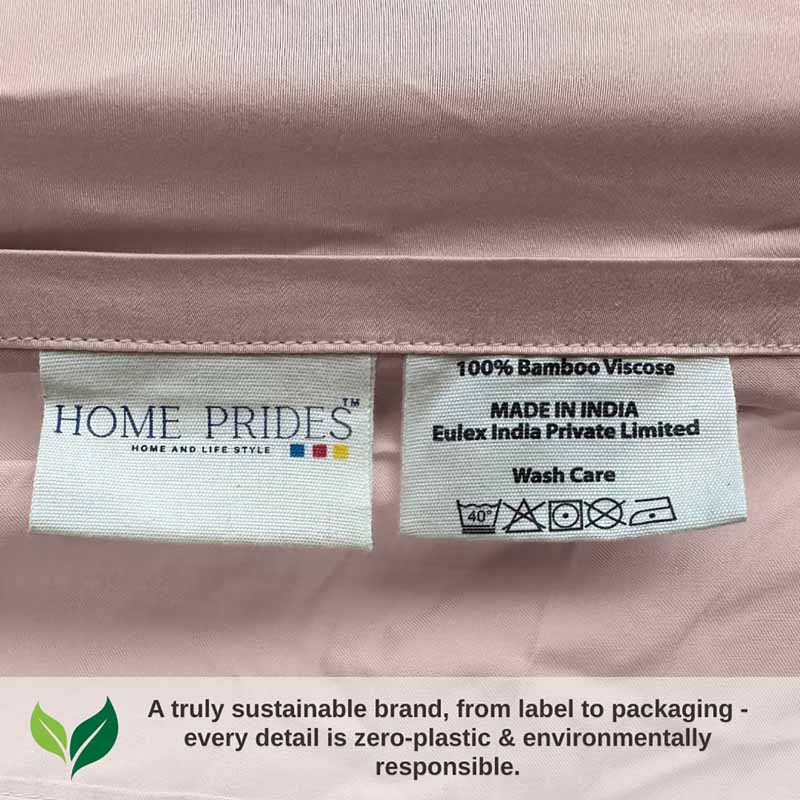 HOME PRIDES™
HOME AND LIFE STYLE
100% Bamboo Viscose
MADE IN INDIA
Eulex India Private Limited
Wash Care
40°
A truly sustainable brand, from label to packaging -
every detail is zero-plastic & environmentally
responsible.